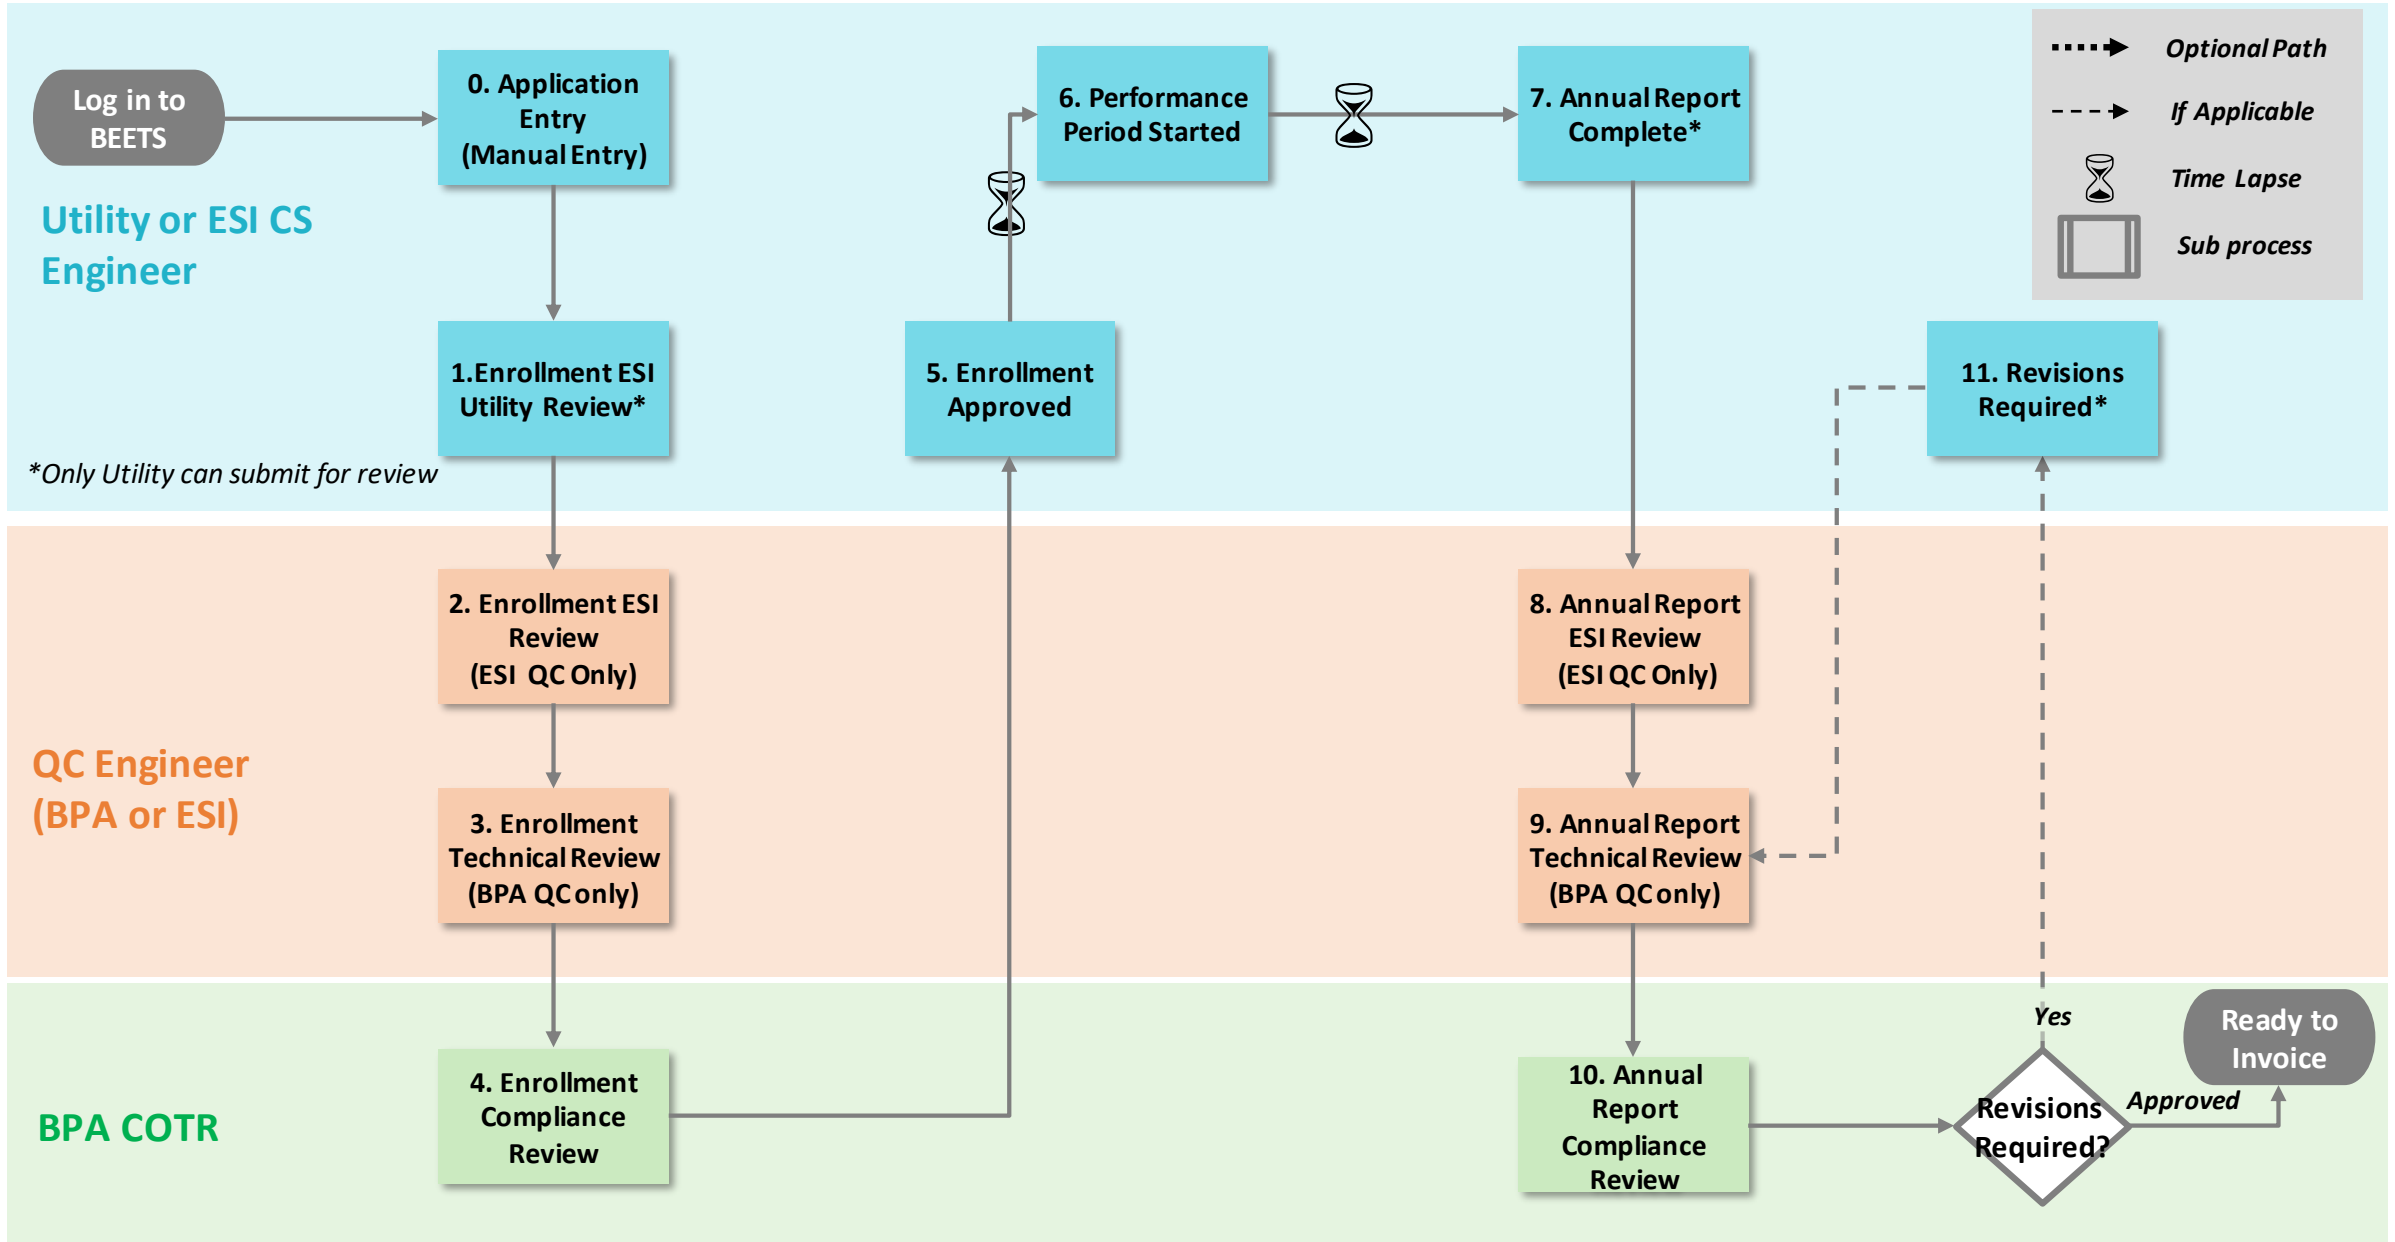 Log in to
BEETS
0. Application
Entry
(Manual Entry)
6. Performance
Period Started
7. Annual Report
Complete*
Optional Path
If Applicable
Time Lapse
Sub process
Utility or ESI CS
Engineer
1.Enrollment ESI
Utility Review*
5. Enrollment
Approved
11. Revisions
Required*
*Only Utility can submit for review
2. Enrollment ESI
Review
(ESI QC Only)
8. Annual Report
ESI Review
(ESI QC Only)
QC Engineer
(BPA or ESI)
3. Enrollment
Technical Review
(BPA QC only)
9. Annual Report
Technical Review
(BPA QC only)
BPA COTR
4. Enrollment
Compliance
Review
10. Annual
Report
Compliance
Review
Yes
Revisions
Required?
Approved
Ready to
Invoice